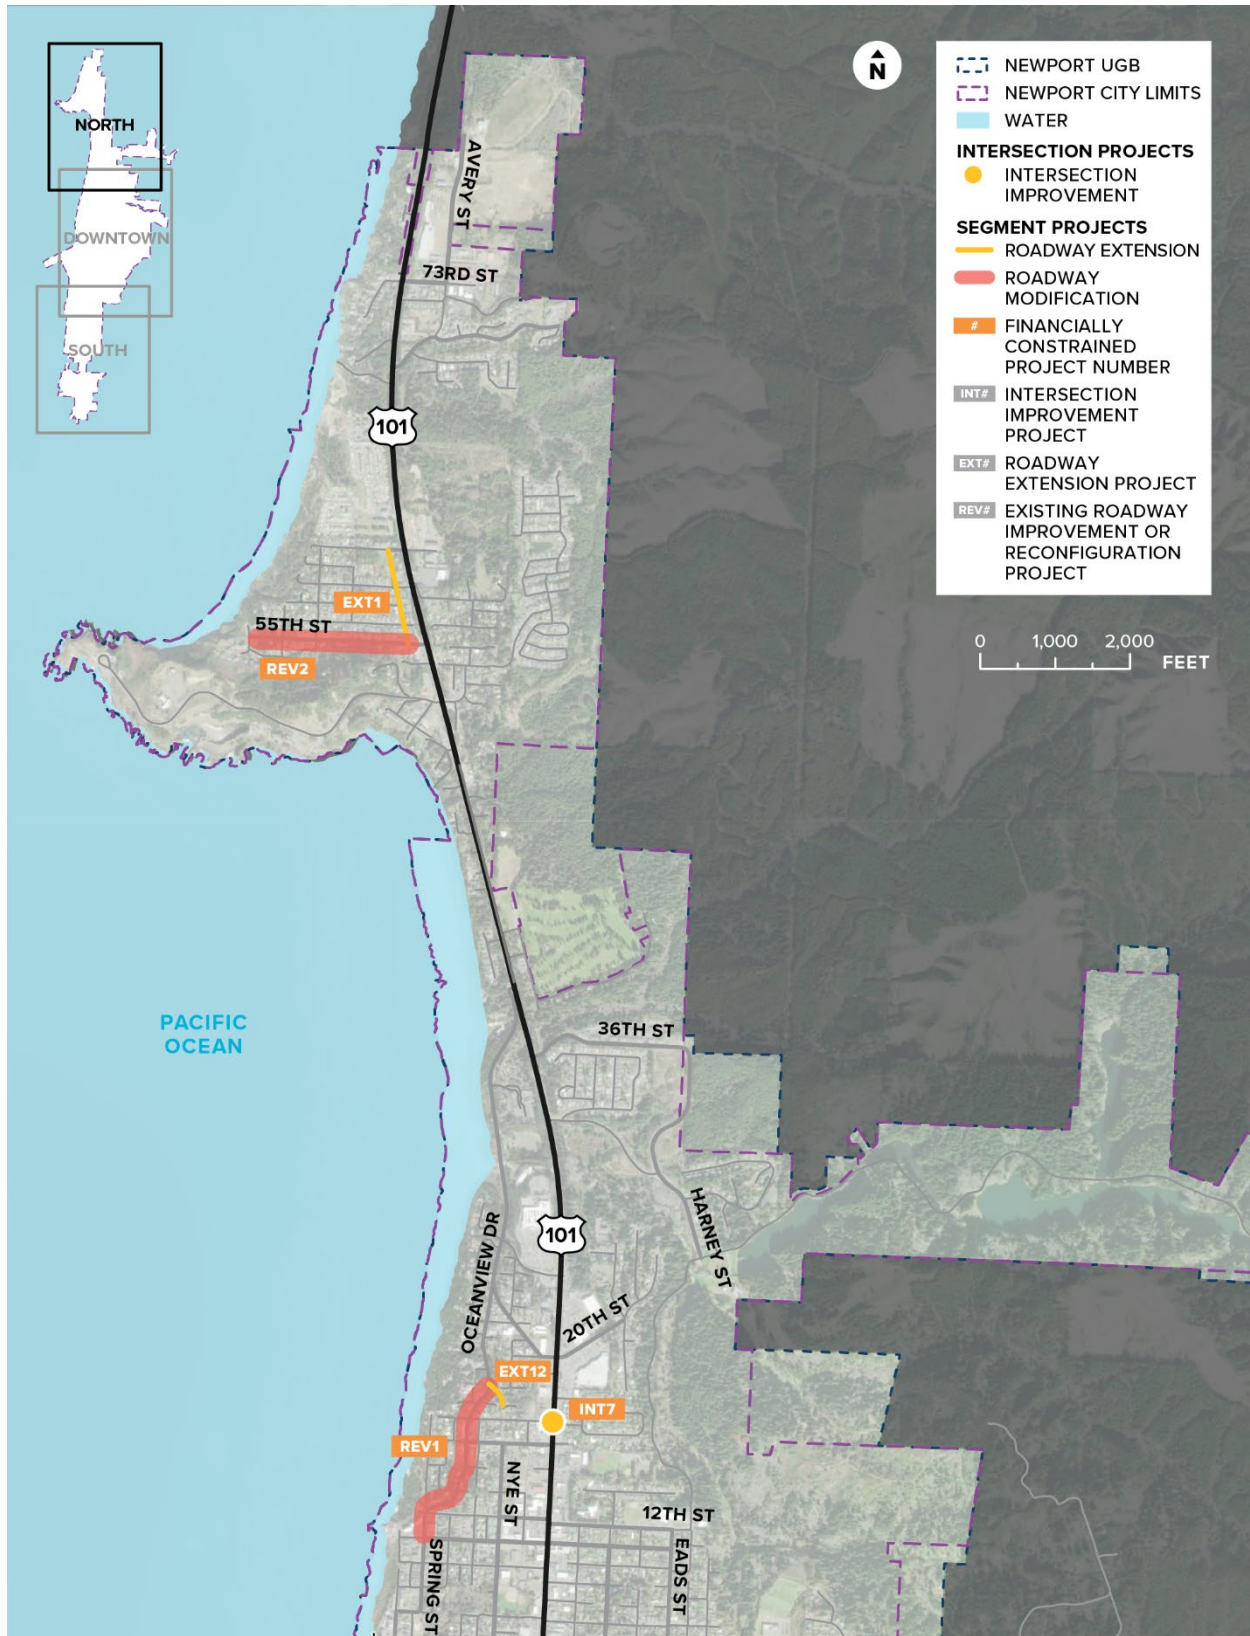 NORTH
DOWNTOWN
SOUTH
N
NEWPORT UGB
NEWPORT CITY LIMITS
WATER
INTERSECTION PROJECTS
INTERSECTION
IMPROVEMENT
SEGMENT PROJECTS
ROADWAY EXTENSION
ROADWAY
MODIFICATION
# FINANCIALLY
CONSTRAINED
PROJECT NUMBER
INT# INTERSECTION
IMPROVEMENT
PROJECT
EXT# ROADWAY
EXTENSION PROJECT
REV# EXISTING ROADWAY
IMPROVEMENT OR
RECONFIGURATION
PROJECT
0 1,000 2,000
FEET
AVERY ST
73RD ST
101
EXT1
55TH ST
REV2
PACIFIC
OCEAN
36TH ST
HARNEY ST
OCEANVIEW DR
101
20TH ST
EXT12
INT7
REV1
NYE ST
12TH ST
SPRING ST
EADS ST